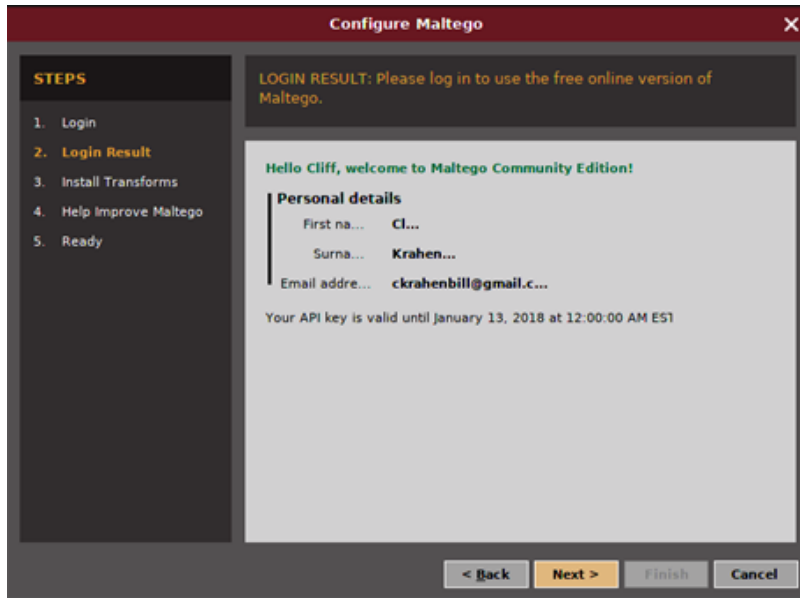 Configure Maltego
STEPS
1. Login
2. Login Result
3. Install Transforms
4. Help Improve Maltego
5. Ready
LOGIN RESULT: Please log in to use the free online version of
Maltego.
Hello Cliff, welcome to Maltego Community Edition!
Personal details
First na... Cl...
Surna... Krahen...
Email addre... ckrahenbill@gmail.c...
Your API key is valid until January 13, 2018 at 12:00:00 AM EST
< Back
Next >
Finish
Cancel